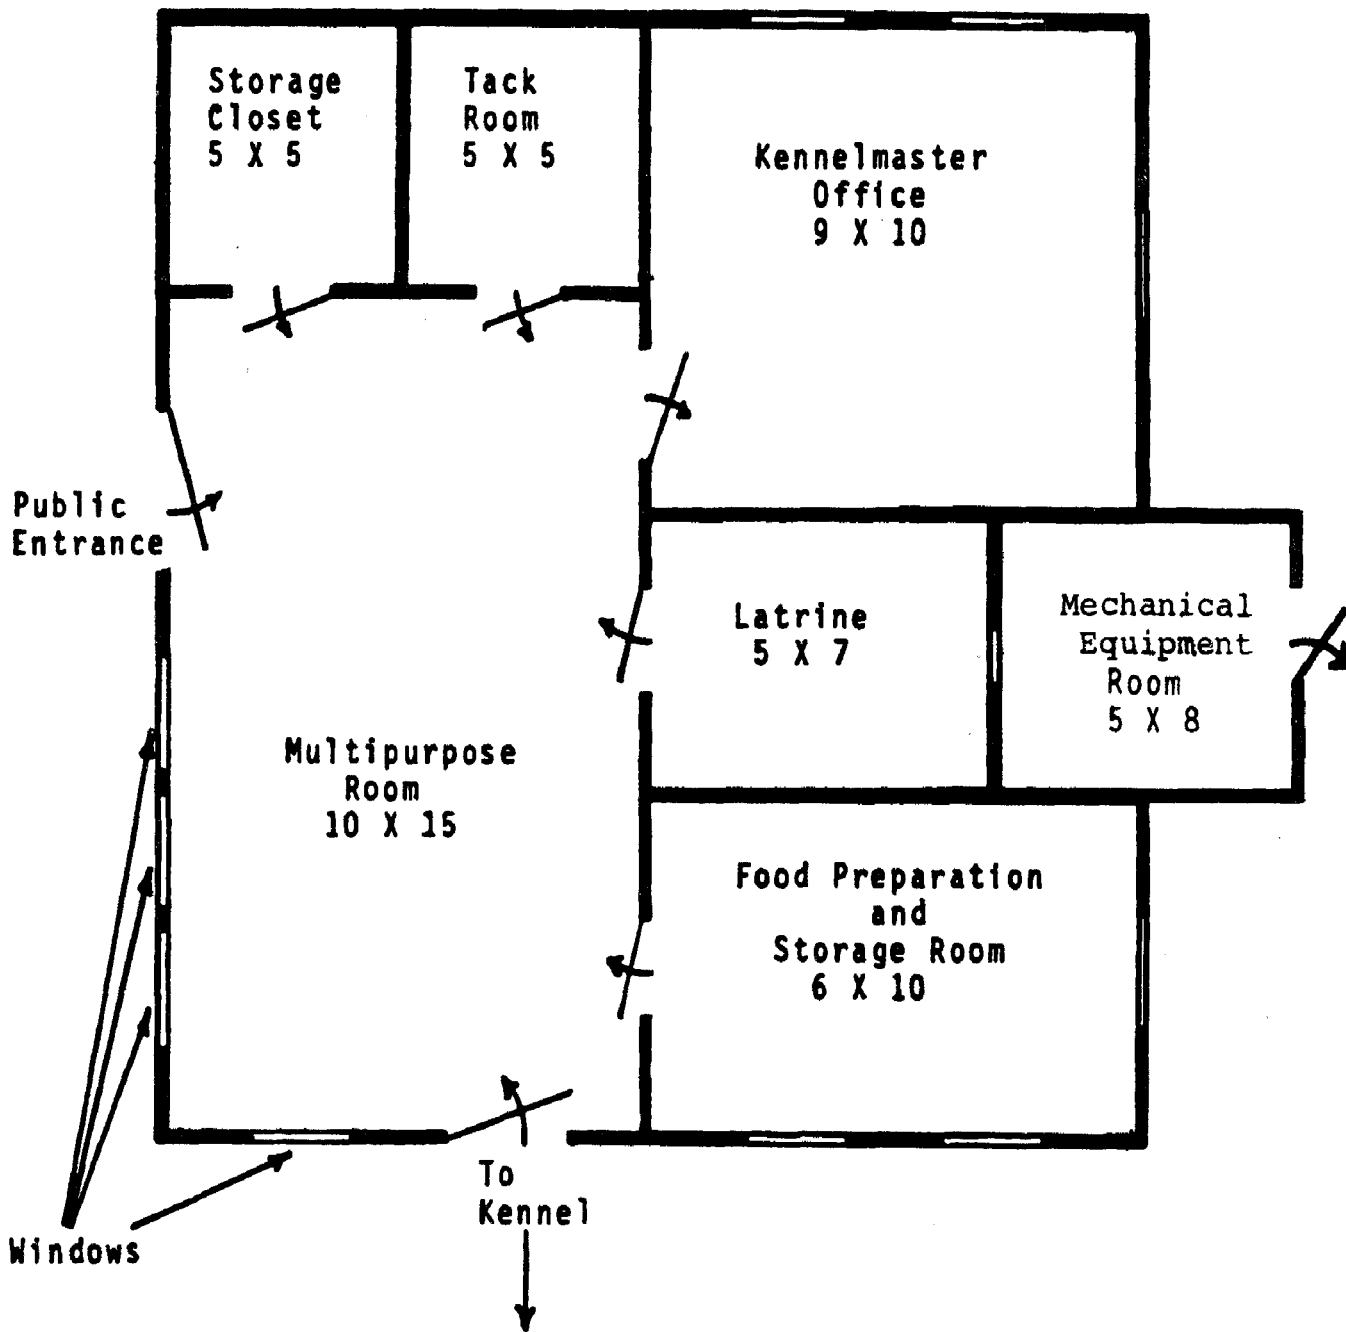 Storage
Closet
5 X 5
Tack
Room
5 X 5
Kennelmaster
Office
9 X 10
Public
Entrance
Latrine
5 X 7
Mechanical
Equipment
Room
5 X 8
Multipurpose
Room
10 X 15
Food Preparation
and
Storage Room
6 X 10
To
Kennel
Windows